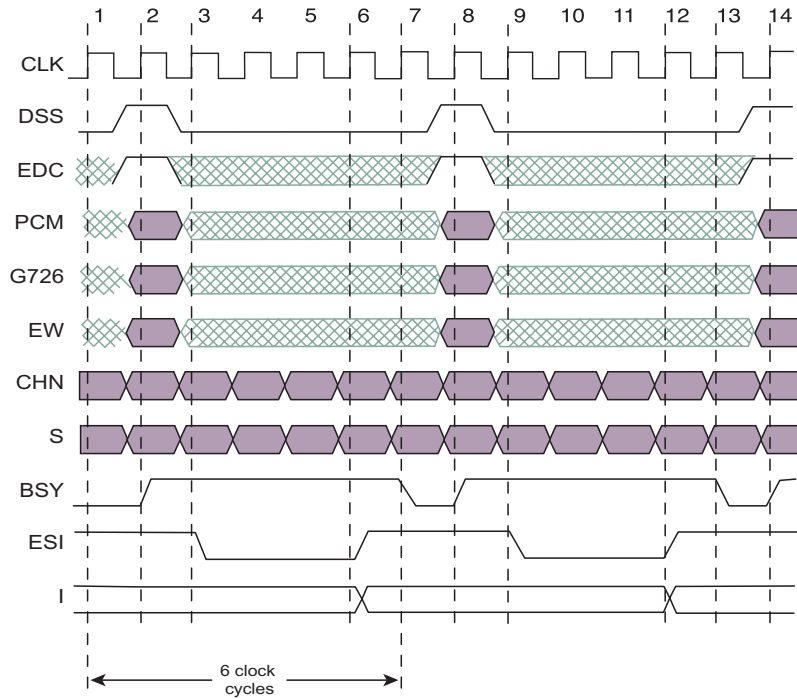 1 2 3 4 5 6 7 8 9 10 11 12 13 14
CLK
DSS
EDC
PCM
G726
EW
CHN
S
BSY
ESI
I
6 clock
cycles